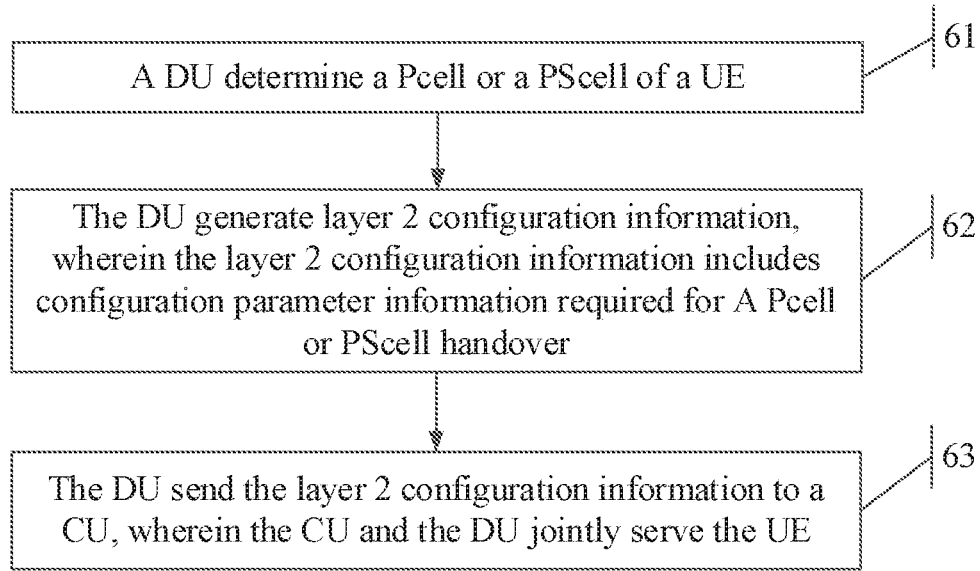 61
A DU determine a Pcell or a PScell of a UE
The DU generate layer 2 configuration information,
wherein the layer 2 configuration information includes
configuration parameter information required for A Pcell
or PScell handover
62
The DU send the layer 2 configuration information to a
CU, wherein the CU and the DU jointly serve the UE
63